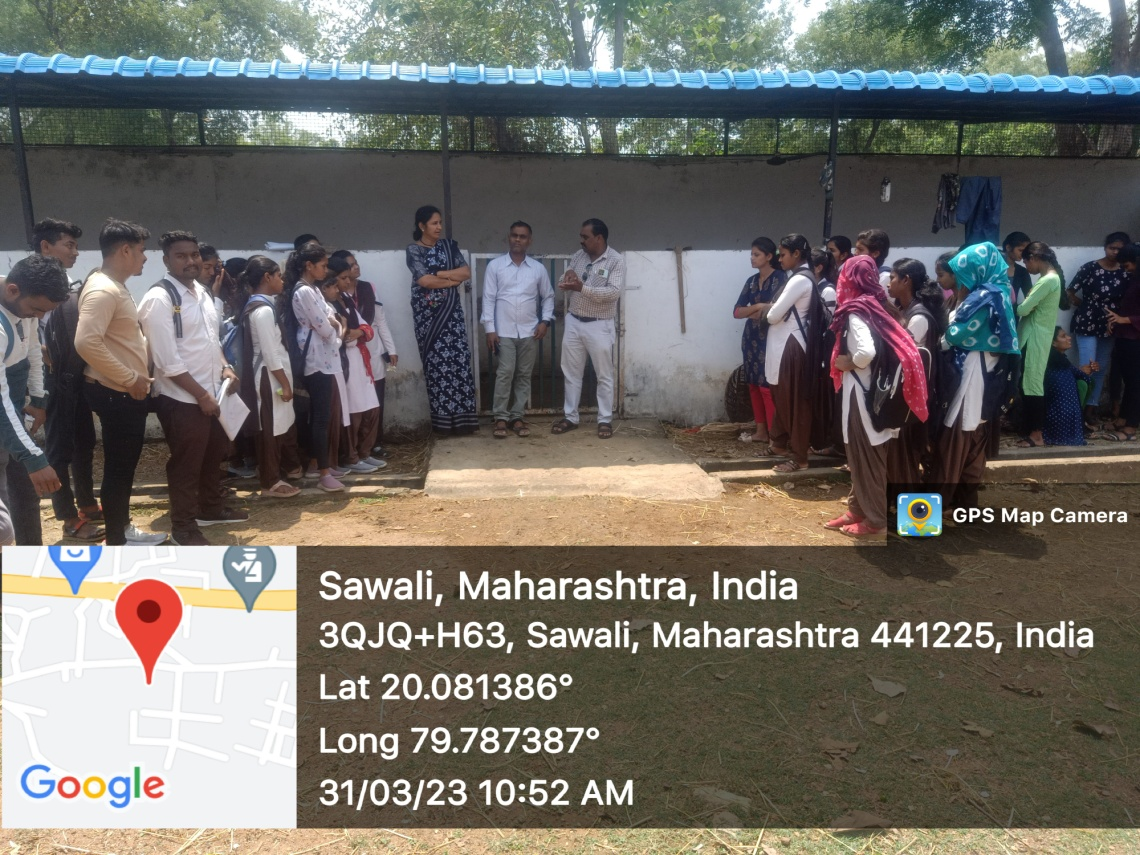 GPS Map Camera
Sawali, Maharashtra, India
3QJQ+H63, Sawali, Maharashtra 441225, India
Lat 20.081386°
Long 79.787387°
31/03/23 10:52 AM
Google